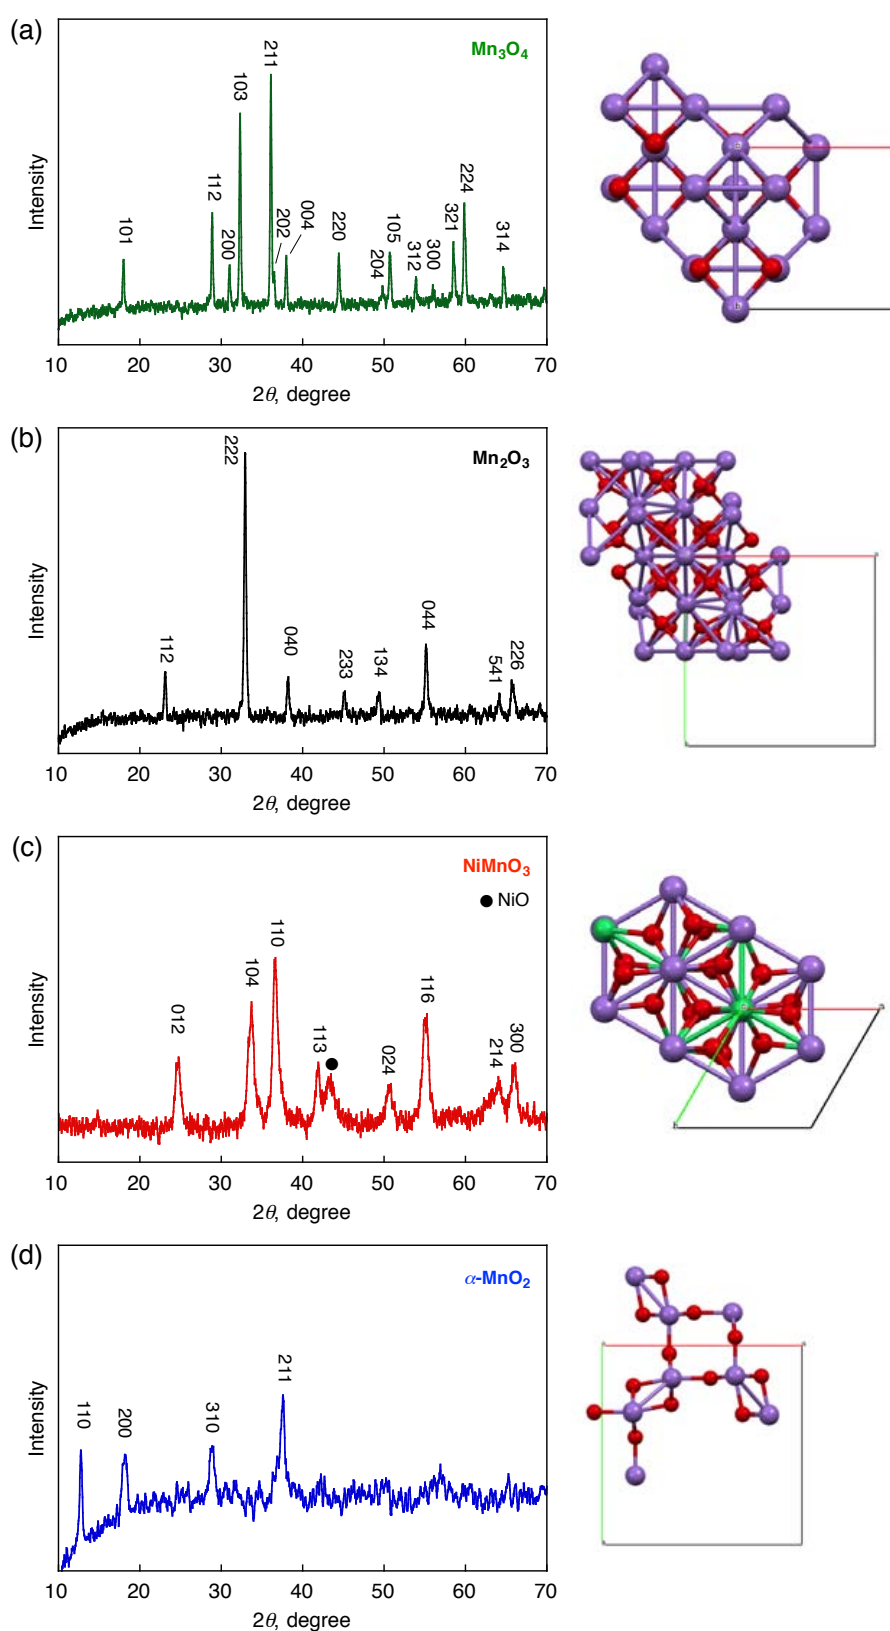 (a)
Mn₃O₄
Intensity
101
112
200
103
211
202
004
220
204
105
312
300
321
224
314
10 20 30 40 50 60 70
2θ, degree
(b)
Mn₂O₃
Intensity
112
222
040
233
134
044
541
226
10 20 30 40 50 60 70
2θ, degree
(c)
NiMnO₃
● NiO
Intensity
012
104
110
113
024
116
214
300
10 20 30 40 50 60 70
2θ, degree
(d)
α-MnO₂
Intensity
110
200
310
211
10 20 30 40 50 60 70
2θ, degree